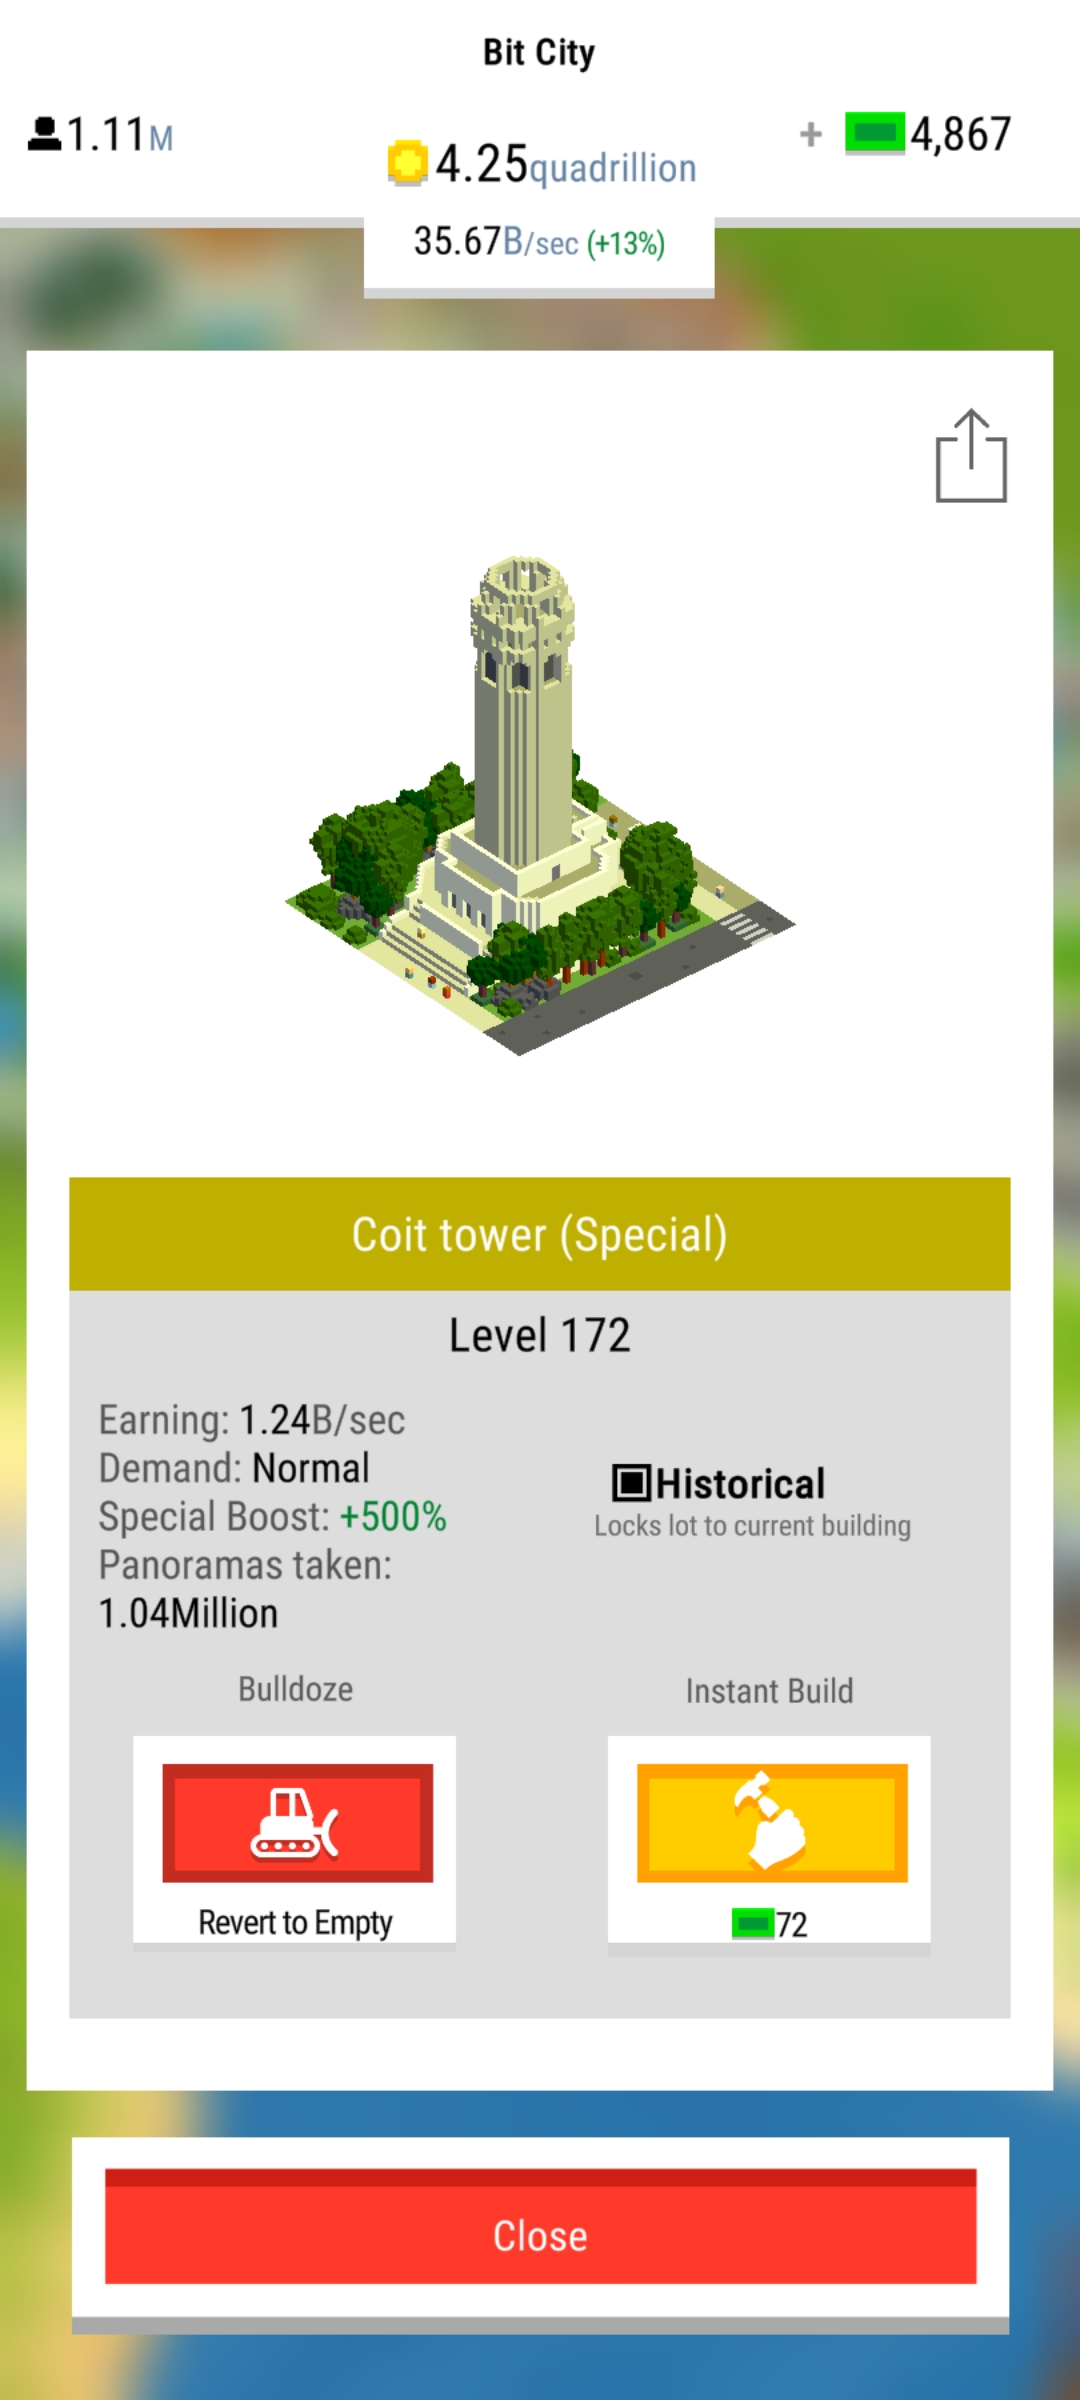 Bit City
1.11M
4.25quadrillion
+ 4,867
35.67B/sec (+13%)
Coit tower (Special)
Level 172
Earning: 1.24B/sec
Demand: Normal
Special Boost: +500%
Panoramas taken:
1.04Million
Historical
Locks lot to current building
Bulldoze
Instant Build
Revert to Empty
72
Close